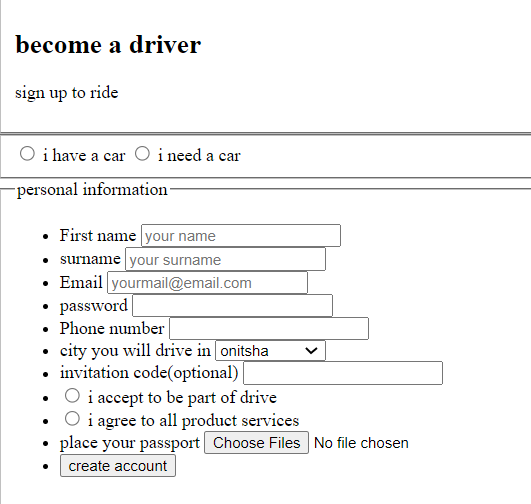 become a driver
sign up to ride
i have a car i need a car
personal information
First name your name
surname your surname
Email yourmail@email.com
password
Phone number
city you will drive in onitsha
invitation code(optional)
i accept to be part of drive
i agree to all product services
place your passport Choose Files No file chosen
create account